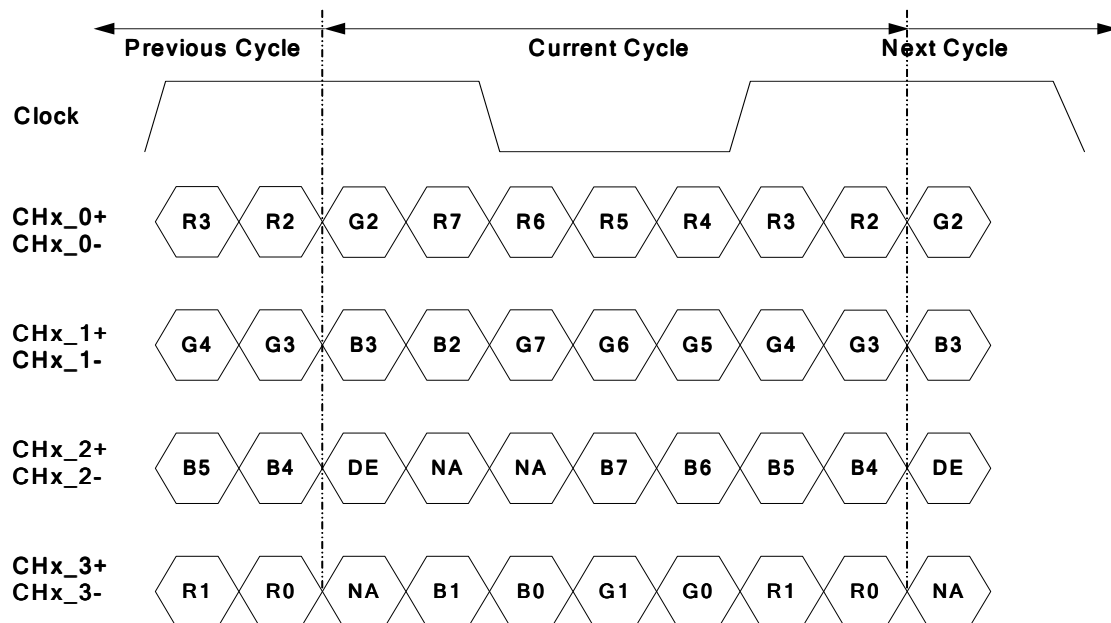 Previous Cycle Current Cycle Next Cycle
Clock
CHx_0+
CHx_0-
R3 R2 G2 R7 R6 R5 R4 R3 R2 G2
CHx_1+
CHx_1-
G4 G3 B3 B2 G7 G6 G5 G4 G3 B3
CHx_2+
CHx_2-
B5 B4 DE NA NA B7 B6 B5 B4 DE
CHx_3+
CHx_3-
R1 R0 NA B1 B0 G1 G0 R1 R0 NA